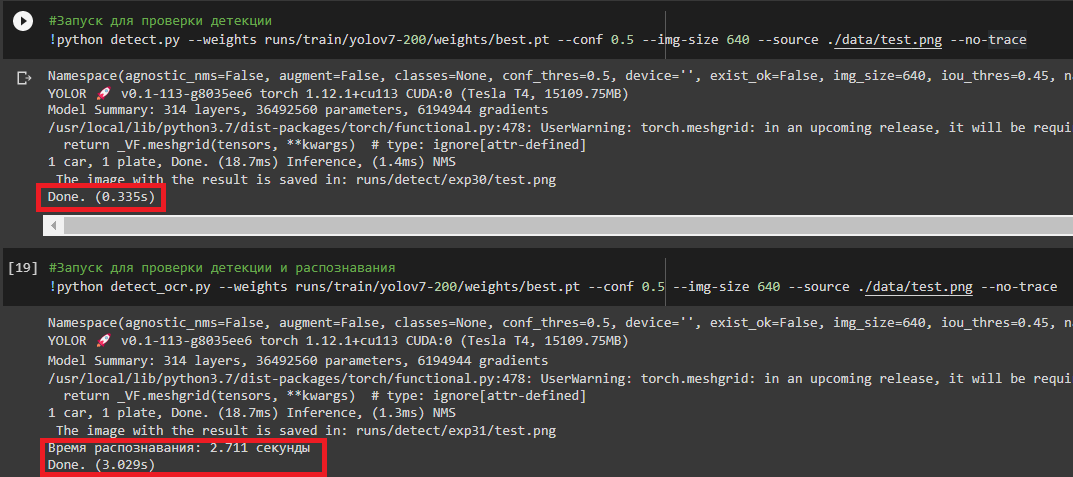 #Запуск для проверки детекции
!python detect.py --weights runs/train/yolov7-200/weights/best.pt --conf 0.5 --img-size 640 --source ./data/test.png --no-trace
Namespace(agnostic_nms=False, augment=False, classes=None, conf_thres=0.5, device='', exist_ok=False, img_size=640, iou_thres=0.45,
YOLOR 🚀 v0.1-113-g8035ee6 torch 1.12.1+cu113 CUDA:0 (Tesla T4, 15109.75MB)
Model Summary: 314 layers, 36492560 parameters, 6194944 gradients
/usr/local/lib/python3.7/dist-packages/torch/functional.py:478: UserWarning: torch.meshgrid: in an upcoming release, it will be requi
return _VF.meshgrid(tensors, **kwargs)  # type: ignore[attr-defined]
1 car, 1 plate, Done. (18.7ms) Inference, (1.4ms) NMS
The image with the result is saved in: runs/detect/exp30/test.png
Done. (0.335s)
[19] #Запуск для проверки детекции и распознавания
!python detect_ocr.py --weights runs/train/yolov7-200/weights/best.pt --conf 0.5 --img-size 640 --source ./data/test.png --no-trace
Namespace(agnostic_nms=False, augment=False, classes=None, conf_thres=0.5, device='', exist_ok=False, img_size=640, iou_thres=0.45,
YOLOR 🚀 v0.1-113-g8035ee6 torch 1.12.1+cu113 CUDA:0 (Tesla T4, 15109.75MB)
Model Summary: 314 layers, 36492560 parameters, 6194944 gradients
/usr/local/lib/python3.7/dist-packages/torch/functional.py:478: UserWarning: torch.meshgrid: in an upcoming release, it will be requi
return _VF.meshgrid(tensors, **kwargs)  # type: ignore[attr-defined]
1 car, 1 plate, Done. (18.7ms) Inference, (1.3ms) NMS
The image with the result is saved in: runs/detect/exp31/test.png
Время распознавания: 2.711 секунды
Done. (3.029s)